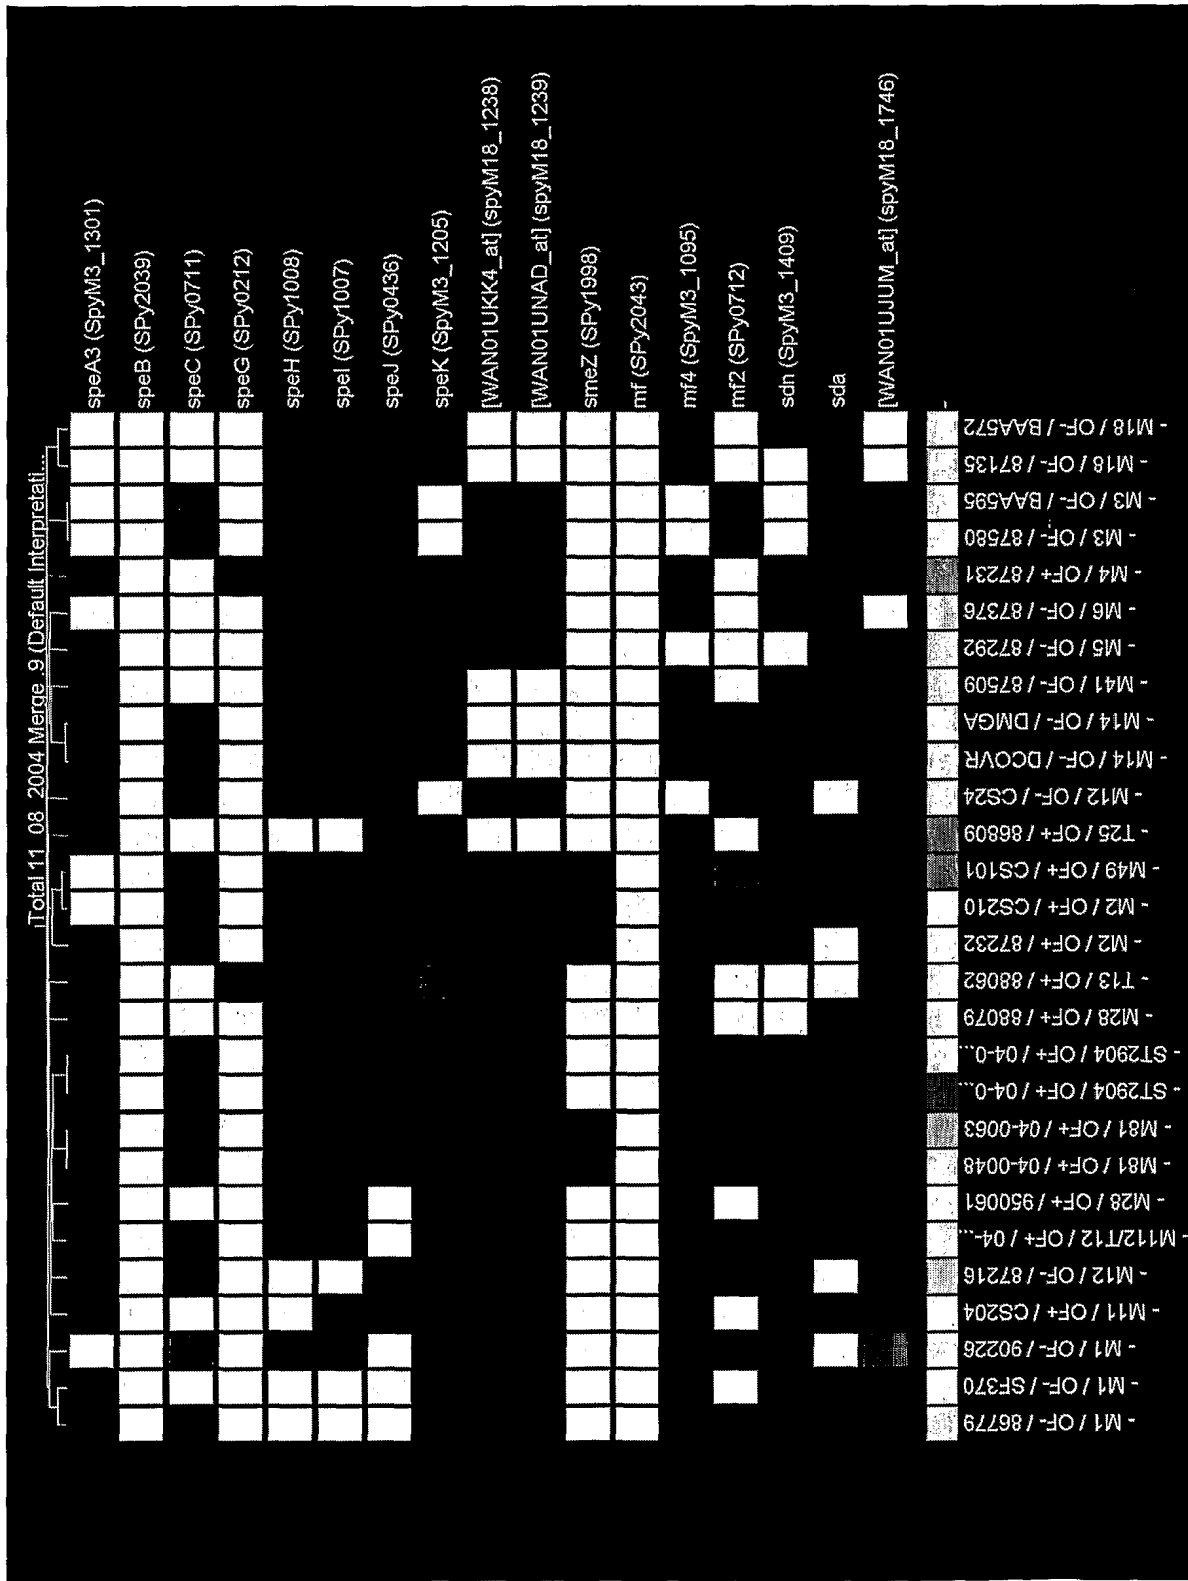 Total 11 08 2004 Merge .9 (Default Interpretati...
speA3 (SpyM3_1301)
speB (SPy2039)
speC (SPy0711)
speG (SPy0212)
speH (SPy1008)
speI (SPy1007)
speJ (SPy0436)
speK (SpyM3_1205)
[WAN01UKK4_at] (spyM18_1238)
[WAN01UNAD_at] (spyM18_1239)
smeZ (SPy1998)
mf (SPy2043)
mf4 (SpyM3_1095)
mf2 (SPy0712)
sdn (SpyM3_1409)
sda
[WAN01UJUM_at] (spyM18_1746)
-
- M18 / OF- / BAA572
- M18 / OF- / 87135
- M3 / OF- / BAA595
- M3 / OF- / 87580
- M4 / OF+ / 87231
- M6 / OF- / 87376
- M5 / OF- / 87292
- M41 / OF- / 87509
- M14 / OF- / DMGA
- M14 / OF- / DCOVR
- M12 / OF- / CS24
- T25 / OF+ / 86809
- M49 / OF+ / CS101
- M2 / OF+ / CS210
- M2 / OF+ / 87232
- T13 / OF+ / 88062
- M28 / OF+ / 88079
- ST2904 / OF+ / 04-0...
- ST2904 / OF+ / 04-0...
- M81 / OF+ / 04-0063
- M81 / OF+ / 04-0048
- M28 / OF+ / 950061
- M112/T12 / OF+ / 04-...
- M12 / OF- / 87216
- M11 / OF+ / CS204
- M1 / OF- / 90226
- M1 / OF- / SF370
- M1 / OF- / 86779